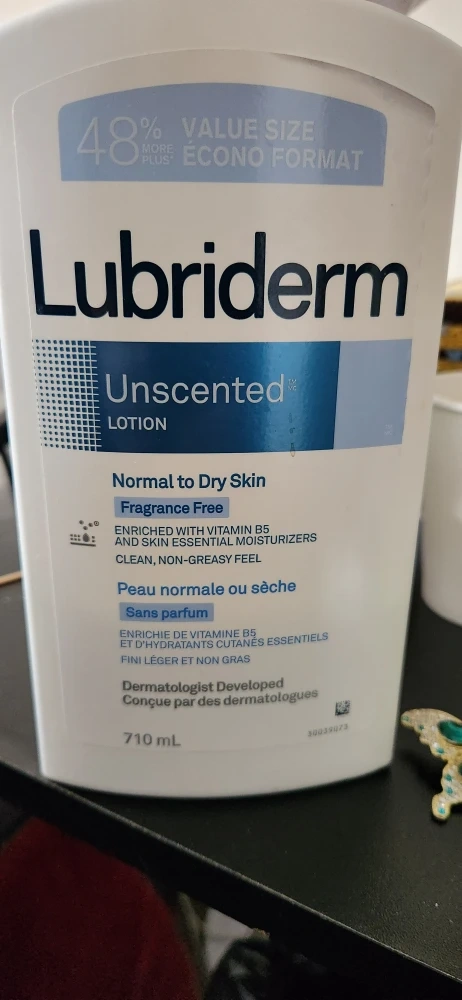 48% MORE PLUS* VALUE SIZE
ÉCONO FORMAT
Lubriderm
Unscented
LOTION
Normal to Dry Skin
Fragrance Free
ENRICHED WITH VITAMIN B5
AND SKIN ESSENTIAL MOISTURIZERS
CLEAN, NON-GREASY FEEL
Peau normale ou sèche
Sans parfum
ENRICHIE DE VITAMINE B5
ET D'HYDRATANTS CUTANÉS ESSENTIELS
FINI LÉGER ET NON GRAS
Dermatologist Developed
Conçue par des dermatologues
710 mL